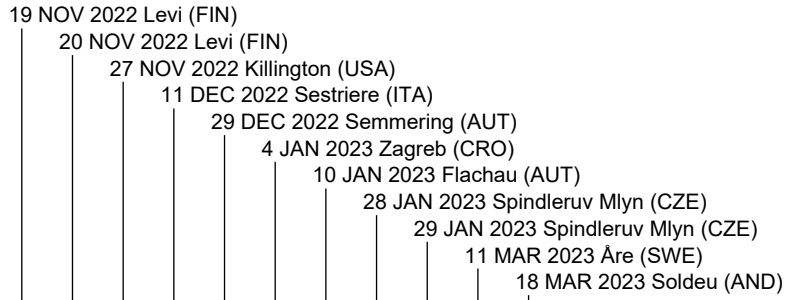 19 NOV 2022 Levi (FIN)
20 NOV 2022 Levi (FIN)
27 NOV 2022 Killington (USA)
11 DEC 2022 Sestriere (ITA)
29 DEC 2022 Semmering (AUT)
4 JAN 2023 Zagreb (CRO)
10 JAN 2023 Flachau (AUT)
28 JAN 2023 Spindleruv Mlyn (CZE)
29 JAN 2023 Spindleruv Mlyn (CZE)
11 MAR 2023 Åre (SWE)
18 MAR 2023 Soldeu (AND)